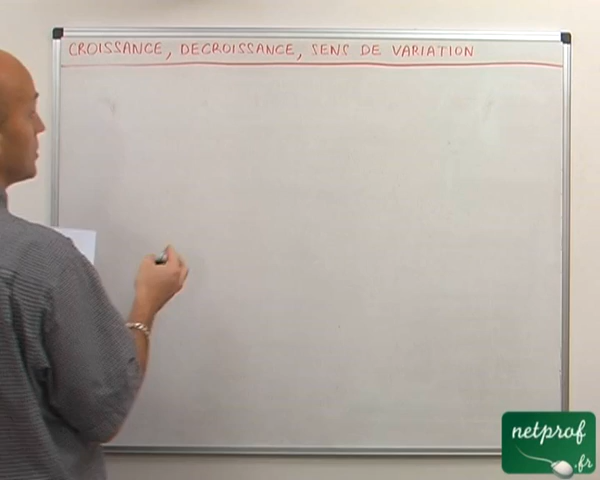 CROISSANCE, DECROISSANCE, SENS DE VARIATION
netprof
.fr